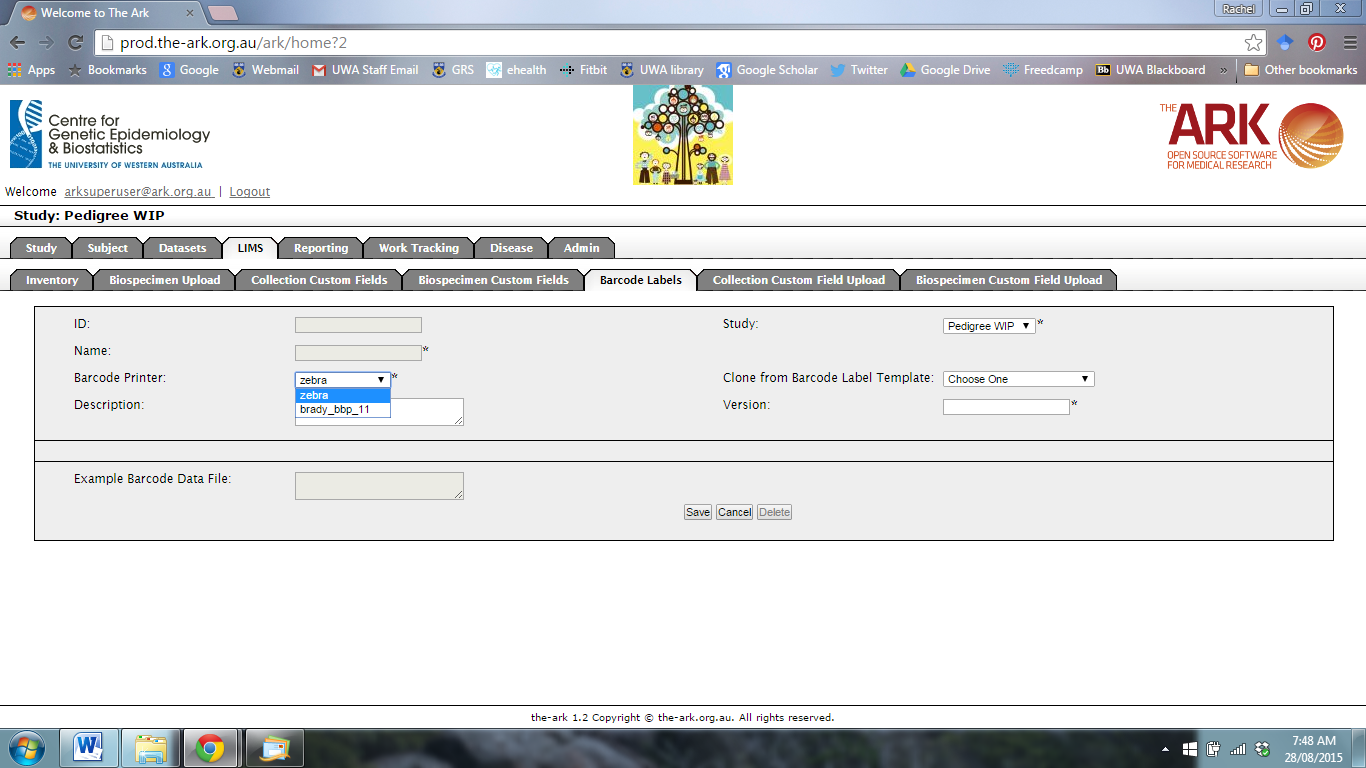 Welcome to The Ark
Rachel
prod.the-ark.org.au/ark/home?2
Apps Bookmarks Google Webmail UWA Staff Email GRS ehealth Fitbit UWA library Google Scholar Twitter Google Drive Freedcamp Bb UWA Blackboard » Other bookmarks
Centre for
Genetic Epidemiology
& Biostatistics
THE UNIVERSITY OF WESTERN AUSTRALIA
THE ARK
OPEN SOURCE SOFTWARE
FOR MEDICAL RESEARCH
Welcome arksuperuser@ark.org.au | Logout
Study: Pedigree WIP
Study Subject Datasets LIMS Reporting Work Tracking Disease Admin
Inventory Biospecimen Upload Collection Custom Fields Biospecimen Custom Fields Barcode Labels Collection Custom Field Upload Biospecimen Custom Field Upload
ID: Study: Pedigree WIP *
Name: *
Barcode Printer: zebra * Clone from Barcode Label Template: Choose One
zebra
brady_bbp_11
Description: Version: *
Example Barcode Data File:
Save Cancel Delete
the-ark 1.2 Copyright © the-ark.org.au. All rights reserved.
7:48 AM
28/08/2015